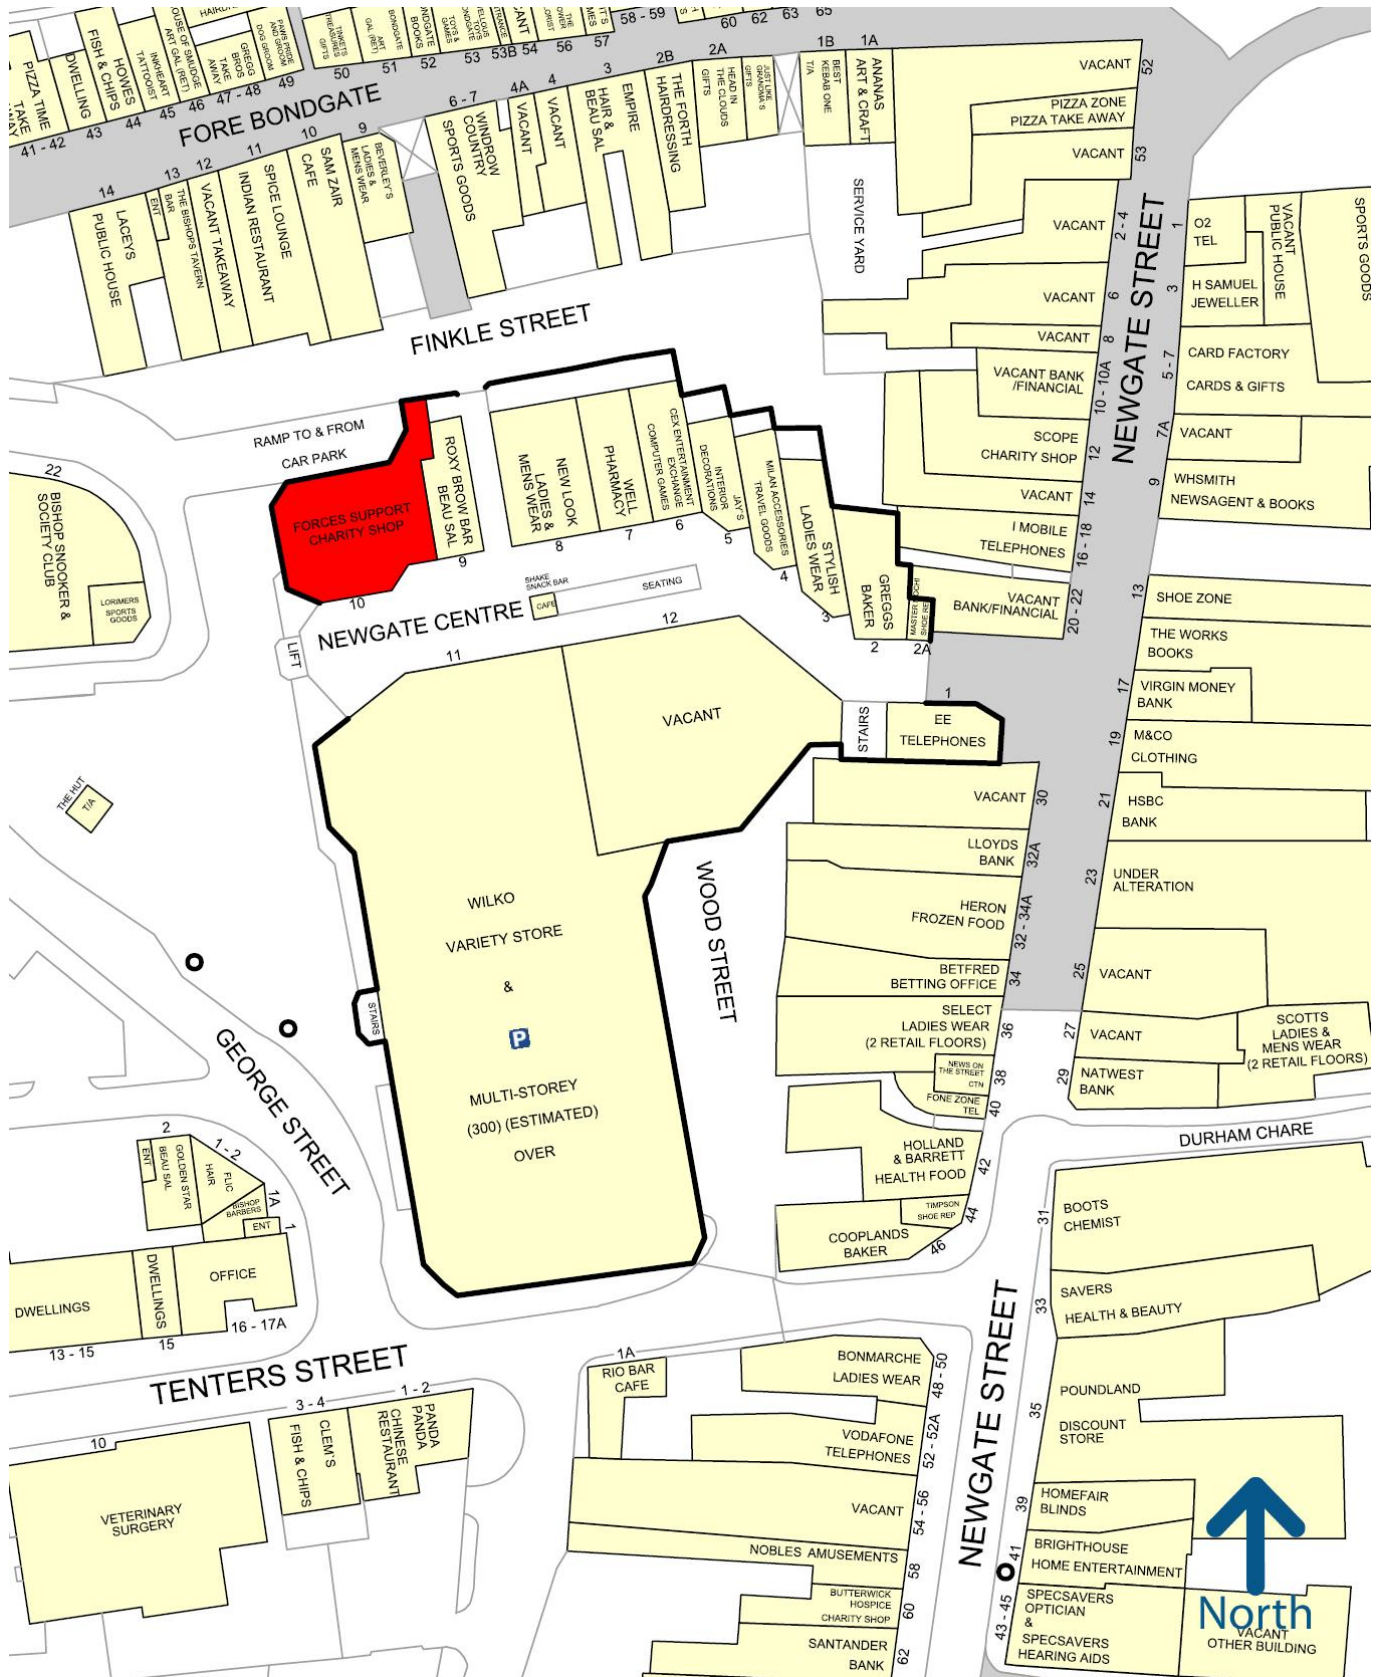 58 - 59
60
62
63
65
PIZZA TIME
TAKE
41 - 42
DWELLING
43
FISH & CHIPS
HOWES
44
INKHEART
TATTOOIST
45
HOUSE OF SMUDGE
ART GAL (RET)
46
GREGG
BROS
TAKE
AWAY
47 - 48
PAWS PRIDE
AND GROOM
DOG GROOM
49
TINKETS
TREASURES
GIFTS
50
BONDGATE
ART
GAL (RET)
51
BONDGATE
BOOKS
52
TOYS &
GAMES
53
53B
54
56
57
FORE BONDGATE
14
LACEYS
PUBLIC HOUSE
ENT
13
THE BISHOPS TAVERN
BAR
12
VACANT TAKEAWAY
11
SPICE LOUNGE
INDIAN RESTAURANT
10
SAM ZAIR
CAFE
9
BEVERLEY'S
LADIES &
MENS WEAR
6 - 7
WINDROW
COUNTRY
SPORTS GOODS
4A
VACANT
4
VACANT
3
EMPIRE
HAIR &
BEAU SAL
2B
THE FORTH
HAIRDRESSING
2A
HEAD IN
THE CLOUDS
GIFTS
JUST LIKE
GRANDMA'S
GIFTS
1B
BEST
KEBAB ONE
T/A
1A
ANANAS
ART & CRAFT
SERVICE YARD
VACANT
52
PIZZA ZONE
PIZZA TAKE AWAY
VACANT
53
VACANT
2 - 4
VACANT
6
VACANT
8
VACANT BANK
/FINANCIAL
10 - 10A
SCOPE
CHARITY SHOP
12
VACANT
14
I MOBILE
TELEPHONES
16 - 18
VACANT
BANK/FINANCIAL
20 - 22
NEWGATE STREET
1
O2
TEL
VACANT
PUBLIC HOUSE
SPORTS GOODS
3
H SAMUEL
JEWELLER
5 - 7
CARD FACTORY
CARDS & GIFTS
7A
VACANT
9
WHSMITH
NEWSAGENT & BOOKS
13
SHOE ZONE
THE WORKS
BOOKS
17
VIRGIN MONEY
BANK
19
M&CO
CLOTHING
21
HSBC
BANK
23
UNDER
ALTERATION
25
VACANT
27
VACANT
SCOTTS
LADIES &
MENS WEAR
(2 RETAIL FLOORS)
29
NATWEST
BANK
FINKLE STREET
RAMP TO & FROM
CAR PARK
22
BISHOP SNOOKER &
SOCIETY CLUB
LORIMERS
SPORTS
GOODS
FORCES SUPPORT
CHARITY SHOP
10
ROXY BROW BAR
BEAU SAL
9
NEW LOOK
LADIES &
MENS WEAR
8
WELL
PHARMACY
7
CEX ENTERTAINMENT
EXCHANGE
COMPUTER GAMES
6
JAY'S
INTERIOR
DECORATIONS
5
MILAN ACCESSORIES
TRAVEL GOODS
4
STYLISH
LADIES WEAR
3
GREGGS
BAKER
2
2A
SHAKE
SNACK BAR
CAFE
SEATING
NEWGATE CENTRE
LIFT
11
12
VACANT
STAIRS
1
EE
TELEPHONES
WILKO
VARIETY STORE
&
P
MULTI-STOREY
(300) (ESTIMATED)
OVER
STAIRS
THE HUT
T/A
WOOD STREET
GEORGE STREET
VACANT
30
LLOYDS
BANK
32A
HERON
FROZEN FOOD
32 - 34A
BETFRED
BETTING OFFICE
34
SELECT
LADIES WEAR
(2 RETAIL FLOORS)
36
NEWS ON
THE STREET
CTN
38
FONE ZONE
TEL
40
HOLLAND
& BARRETT
HEALTH FOOD
42
TIMPSON
SHOE REP
44
COOPLANDS
BAKER
46
DURHAM CHARE
31
BOOTS
CHEMIST
33
SAVERS
HEALTH & BEAUTY
35
POUNDLAND
DISCOUNT
STORE
39
HOMEFAIR
BLINDS
41
BRIGHTHOUSE
HOME ENTERTAINMENT
43 - 45
SPECSAVERS
OPTICIAN
&
SPECSAVERS
HEARING AIDS
VACANT
OTHER BUILDING
North
NEWGATE STREET
2
ENT
GOLDEN STAR
BEAU SAL
1 - 2
FLIC
HAIR
1A
BISHOP
BARBERS
ENT
1
DWELLINGS
13 - 15
DWELLINGS
15
OFFICE
16 - 17A
TENTERS STREET
10
VETERINARY
SURGERY
3 - 4
CLEM'S
FISH & CHIPS
1 - 2
PANDA
PANDA
CHINESE
RESTAURANT
1A
RIO BAR
CAFE
BONMARCHE
LADIES WEAR
48 - 50
VODAFONE
TELEPHONES
52 - 52A
VACANT
54 - 56
NOBLES AMUSEMENTS
58
BUTTERWICK
HOSPICE
CHARITY SHOP
60
SANTANDER
BANK
62